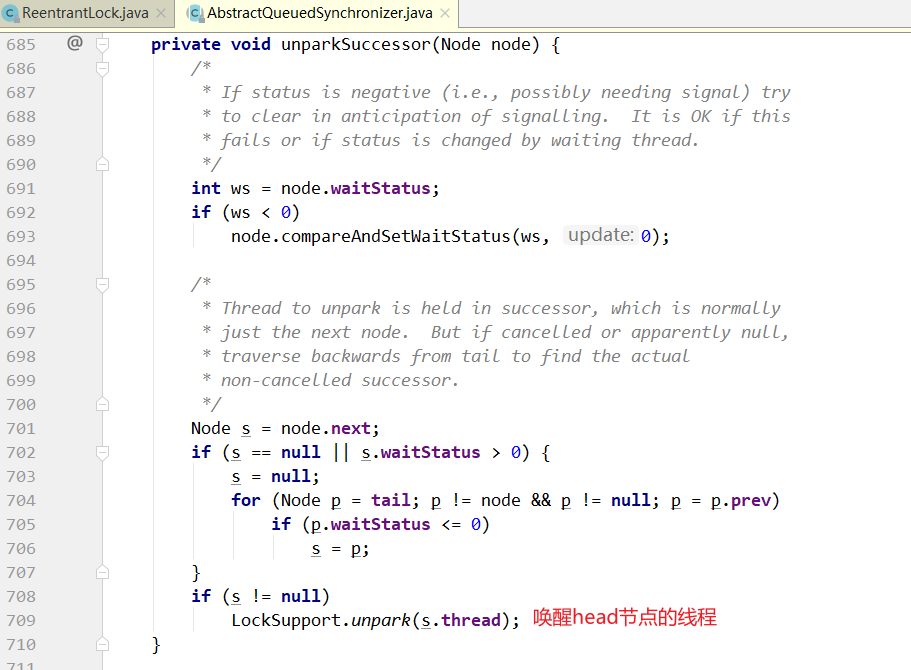 ReentrantLock.java × AbstractQueuedSynchronizer.java ×
685 @ private void unparkSuccessor(Node node) {
686 /*
687 * If status is negative (i.e., possibly needing signal) try
688 * to clear in anticipation of signalling.  It is OK if this
689 * fails or if status is changed by waiting thread.
690 */
691 int ws = node.waitStatus;
692 if (ws < 0)
693 node.compareAndSetWaitStatus(ws, update: 0);
694
695 /*
696 * Thread to unpark is held in successor, which is normally
697 * just the next node.  But if cancelled or apparently null,
698 * traverse backwards from tail to find the actual
699 * non-cancelled successor.
700 */
701 Node s = node.next;
702 if (s == null || s.waitStatus > 0) {
703 s = null;
704 for (Node p = tail; p != node && p != null; p = p.prev)
705 if (p.waitStatus <= 0)
706 s = p;
707 }
708 if (s != null)
709 LockSupport.unpark(s.thread); 唤醒head节点的线程
710 }
711